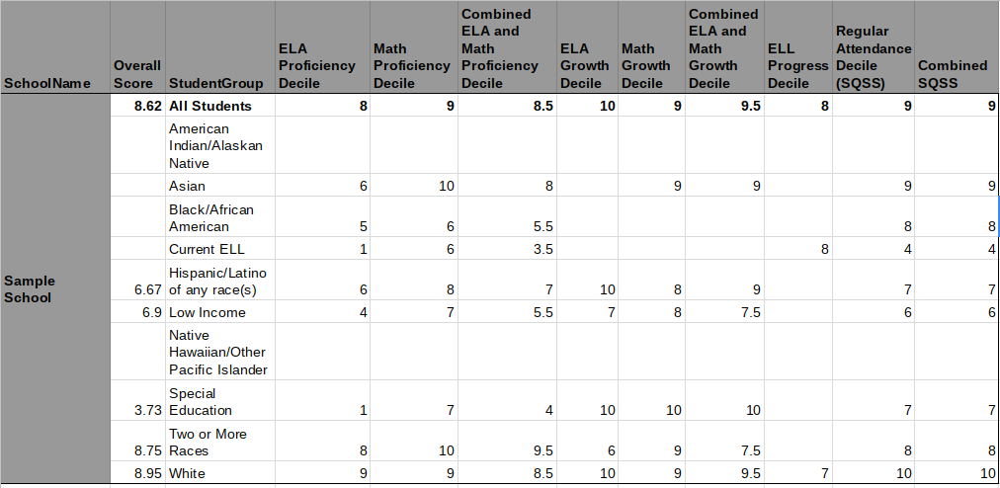 SchoolName Overall Score StudentGroup ELA Proficiency Decile Math Proficiency Decile Combined ELA and Math Proficiency Decile ELA Growth Decile Math Growth Decile Combined ELA and Math Growth Decile ELL Progress Decile Regular Attendance Decile (SQSS) Combined SQSS
Sample School
8.62 All Students 8 9 8.5 10 9 9.5 8 9 9
American Indian/Alaskan Native
Asian 6 10 8 9 9 9 9
Black/African American 5 6 5.5 8 8
Current ELL 1 6 3.5 8 4 4
6.67 Hispanic/Latino of any race(s) 6 8 7 10 8 9 7 7
6.9 Low Income 4 7 5.5 7 8 7.5 6 6
Native Hawaiian/Other Pacific Islander
3.73 Special Education 1 7 4 10 10 10 7 7
8.75 Two or More Races 8 10 9.5 6 9 7.5 8 8
8.95 White 9 9 8.5 10 9 9.5 7 10 10